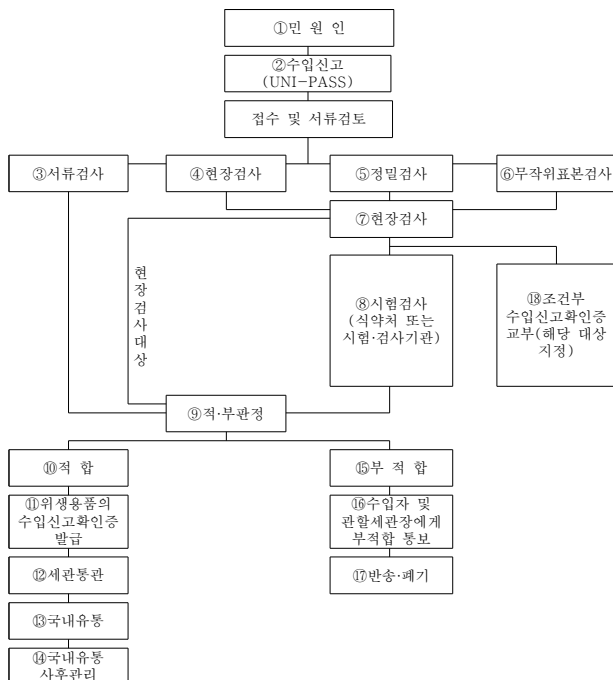 ①민 원 인
②수입신고
(UNI-PASS)
접수 및 서류검토
③서류검사
④현장검사
⑤정밀검사
⑥무작위표본검사
⑦현장검사
현장검사대상
⑧시험검사
(식약처 또는
시험·검사기관)
⑱조건부
수입신고확인증
교부(해당 대상
지정)
⑨적·부판정
⑩적 합
⑮부 적합
⑪위생용품의
수입신고확인증
발급
⑯수입자 및
관할세관장에게
부적합 통보
⑫세관통관
⑰반송·폐기
⑬국내유통
⑭국내유통
사후관리